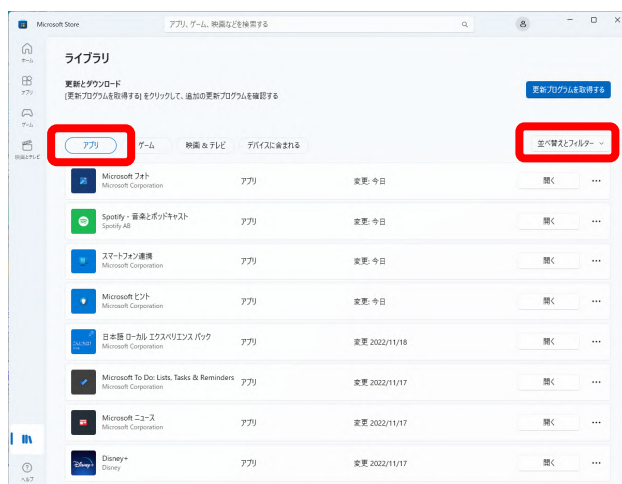 Microsoft Store
アプリ、ゲーム、映画などを検索する
ホーム
アプリ
ゲーム
映画とテレビ
ライブラリ
更新とダウンロード
[更新プログラムを取得する] をクリックして、追加の更新プログラムを確認する
更新プログラムを取得する
アプリ ゲーム 映画 & テレビ デバイスに含まれる 並べ替えとフィルター
Microsoft フォト アプリ 変更: 今日 開く
Microsoft Corporation
Spotify - 音楽とポッドキャスト アプリ 変更: 今日 開く
Spotify AB
スマートフォン連携 アプリ 変更: 今日 開く
Microsoft Corporation
Microsoft ヒント アプリ 変更: 今日 開く
Microsoft Corporation
日本語 ローカル エクスペリエンス パック アプリ 変更 2022/11/18 開く
Microsoft Corporation
Microsoft To Do: Lists, Tasks & Reminders アプリ 変更 2022/11/17 開く
Microsoft Corporation
Microsoft ニュース アプリ 変更 2022/11/17 開く
Microsoft Corporation
Disney+ アプリ 変更 2022/11/17 開く
Disney
Disney+
ヘルプ